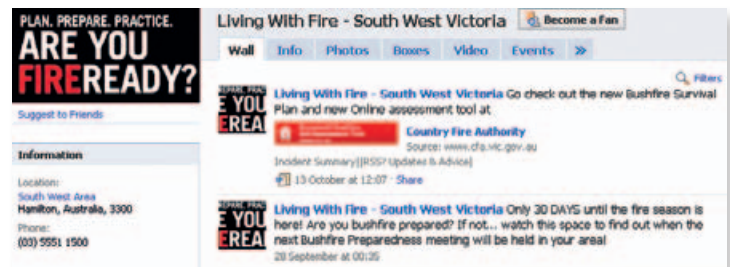 PLAN. PREPARE. PRACTICE.
ARE YOU
FIREREADY?
Suggest to Friends
Information
Location:
South West Area
Hamilton, Australia, 3300
Phone:
(03) 5551 1500
Living With Fire - South West Victoria
Become a Fan
Wall Info Photos Boxes Video Events »
Filters
E YOU
EREA
Living With Fire - South West Victoria Go check out the new Bushfire Survival
Plan and new Online assessment tool at
Country Fire Authority
Source: www.cfa.vic.gov.au
Incident Summary|[RSS? Updates & Advice|
13 October at 12:07 · Share
E YOU
EREA
Living With Fire - South West Victoria Only 30 DAYS until the fire season is
here! Are you bushfire prepared? If not... watch this space to find out when the
next Bushfire Preparedness meeting will be held in your area!
28 September at 00:35